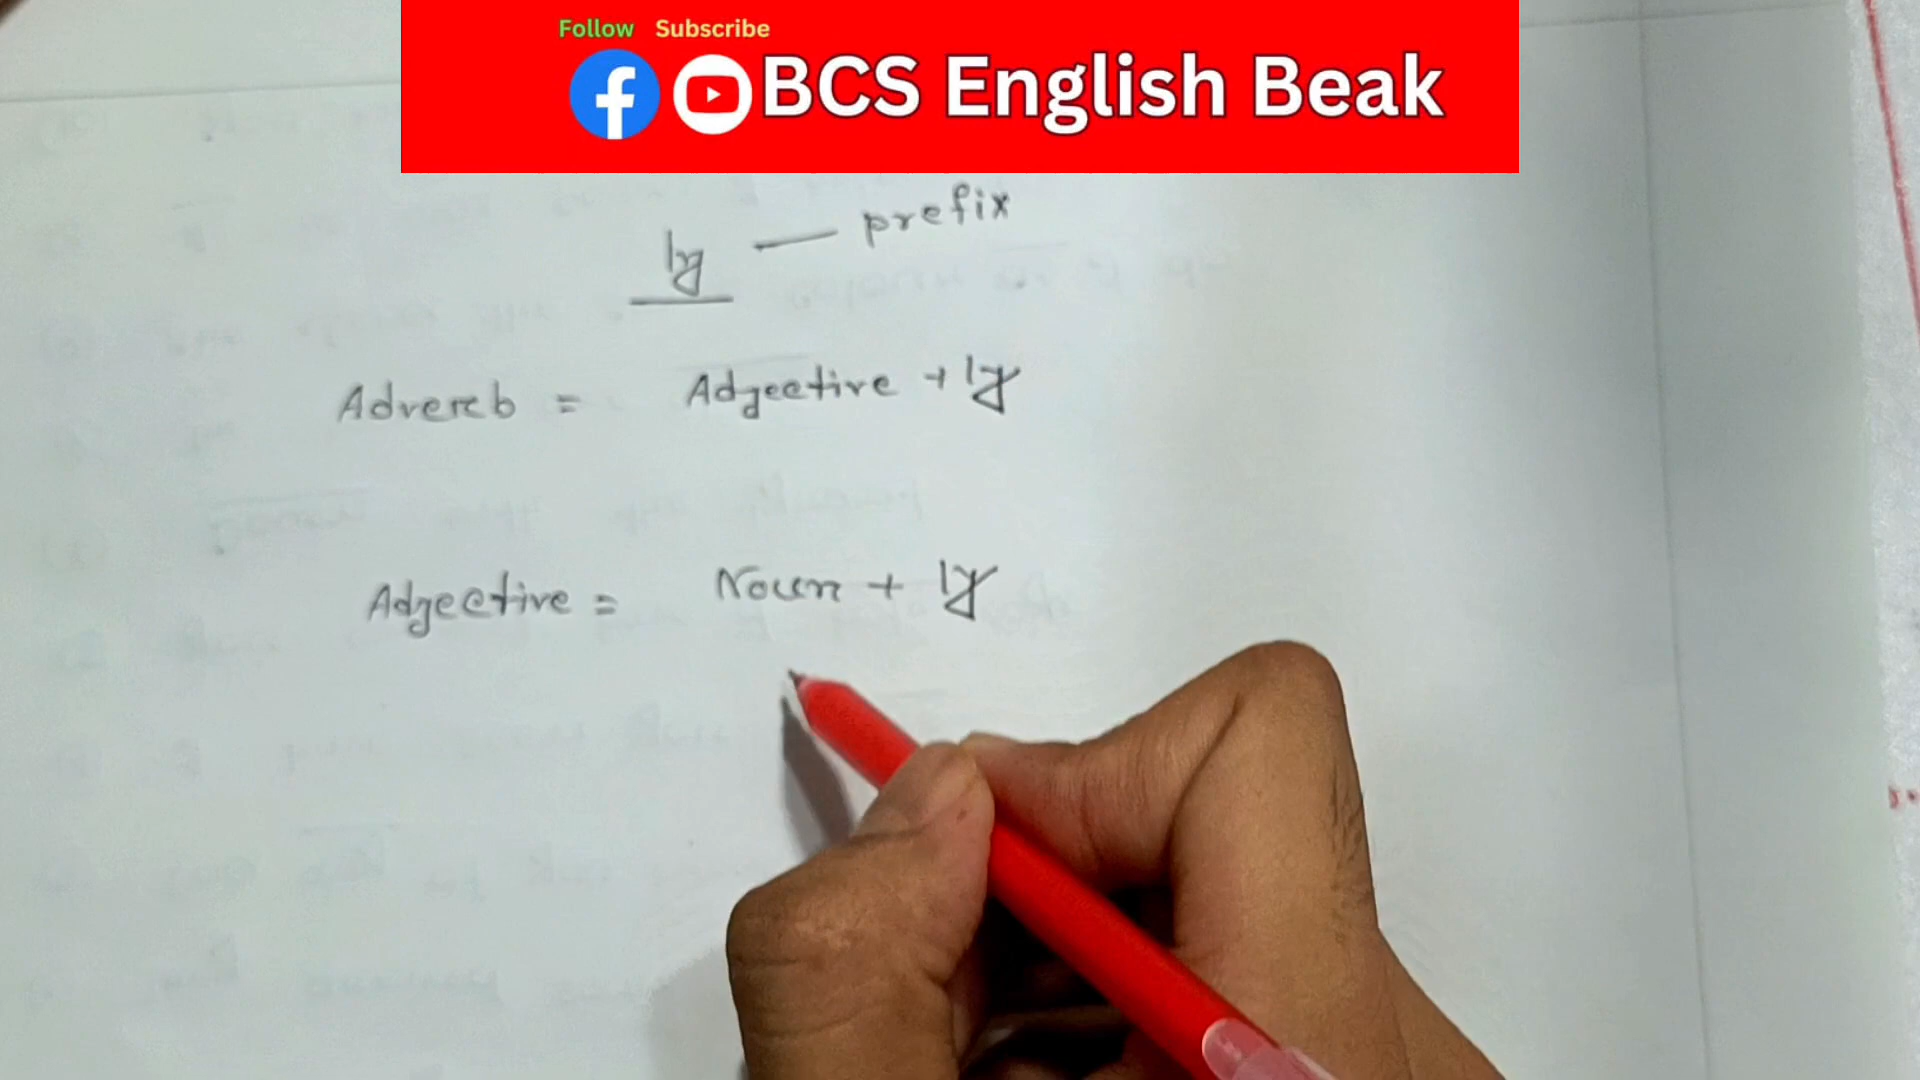 Follow Subscribe
BCS English Beak
ly — prefix
Adverb = Adjective + ly
Adjective = Noun + ly